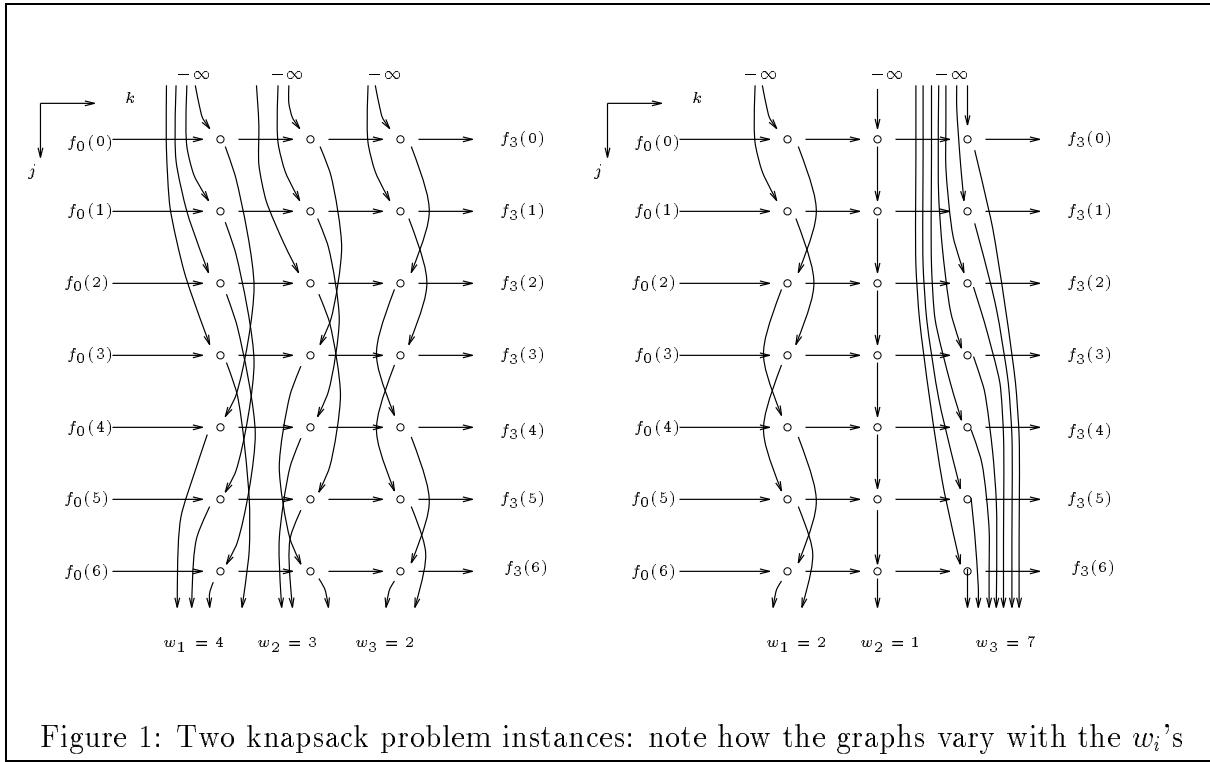 −∞ −∞ −∞ −∞ −∞ −∞
k k
f₀(0) f₃(0) f₀(0) f₃(0)
j j
f₀(1) f₃(1) f₀(1) f₃(1)
f₀(2) f₃(2) f₀(2) f₃(2)
f₀(3) f₃(3) f₀(3) f₃(3)
f₀(4) f₃(4) f₀(4) f₃(4)
f₀(5) f₃(5) f₀(5) f₃(5)
f₀(6) f₃(6) f₀(6) f₃(6)
w₁ = 4 w₂ = 3 w₃ = 2 w₁ = 2 w₂ = 1 w₃ = 7
Figure 1: Two knapsack problem instances: note how the graphs vary with the wᵢ's